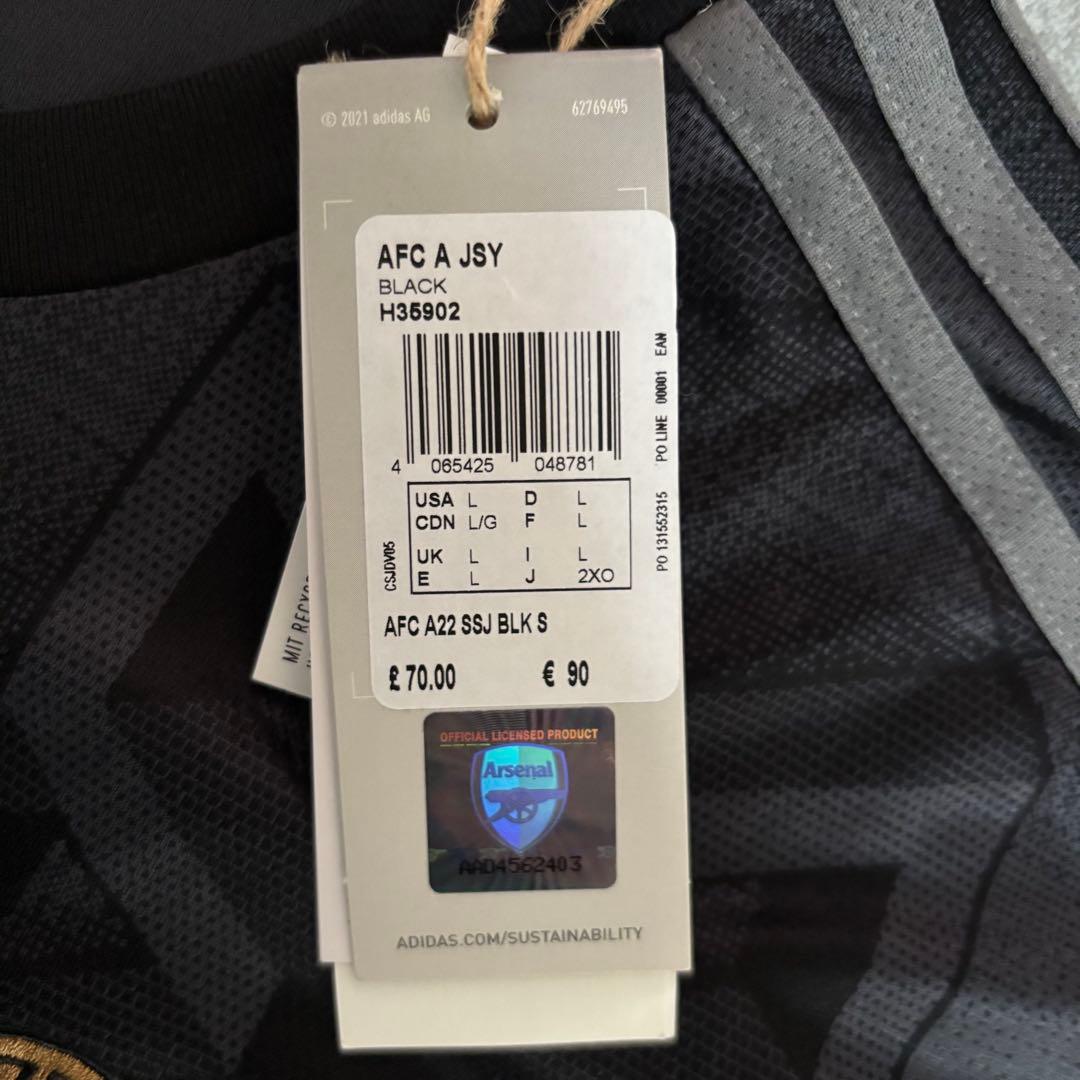 © 2021 adidas AG
62769495
AFC A JSY
BLACK
H35902
4 065425 048781
PO 131552315 PO LINE 00001 EAN
CSJDV05
USA L D L
CDN L/G F L
UK L I L
E L J 2XO
AFC A22 SSJ BLK S
£ 70.00 € 90
OFFICIAL LICENSED PRODUCT
Arsenal
AAD4562403
ADIDAS.COM/SUSTAINABILITY
MIT